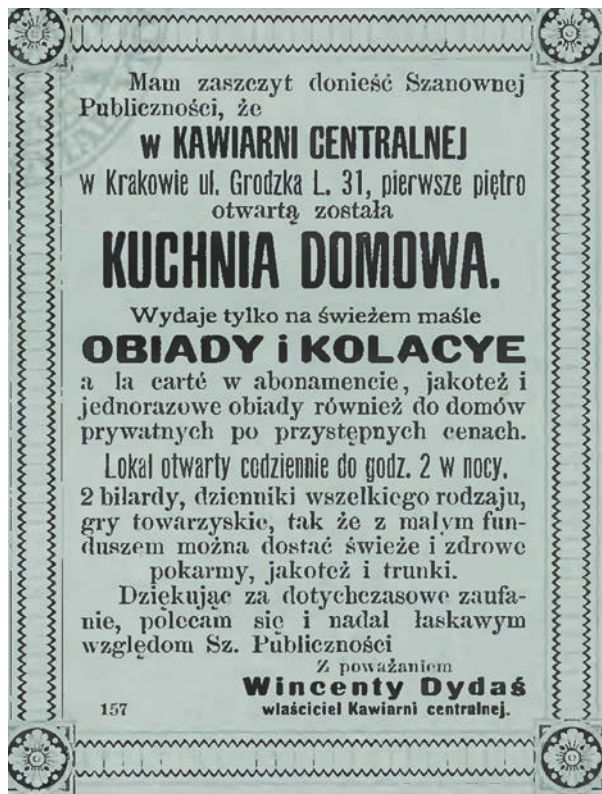 Mam zaszczyt donieść Szanownej
Publiczności, że
w KAWIARNI CENTRALNEJ
w Krakowie ul. Grodzka L. 31, pierwsze piętro
otwartą została
KUCHNIA DOMOWA.
Wydaje tylko na świeżem maśle
OBIADY i KOLACYE
a la carté w abonamencie, jakoteż i
jednorazowe obiady również do domów
prywatnych po przystępnych cenach.
Lokal otwarty codziennie do godz. 2 w nocy.
2 bilardy, dzienniki wszelkiego rodzaju,
gry towarzyskie, tak że z małym fun-
duszem można dostać świeże i zdrowe
pokarmy, jakoteż i trunki.
Dziękując za dotychczasowe zaufa-
nie, polecam się i nadal łaskawym
względom Sz. Publiczności
Z poważaniem
Wincenty Dydaś
157 właściciel Kawiarni centralnej.